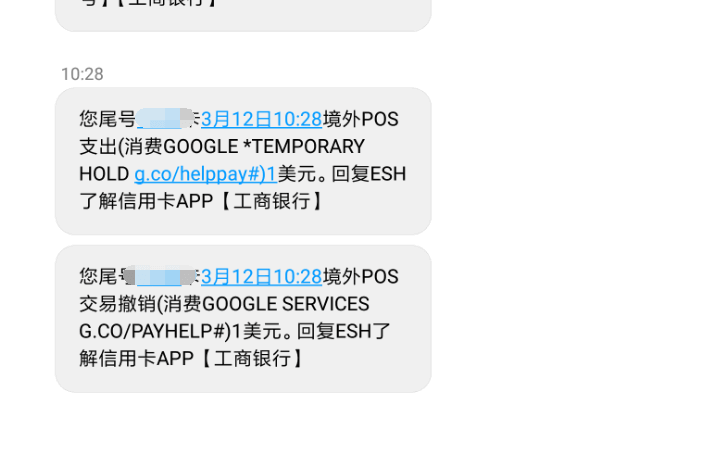 号】【工商银行】
10:28
您尾号 卡3月12日10:28境外POS
支出(消费GOOGLE *TEMPORARY
HOLD g.co/helppay#)1美元。回复ESH
了解信用卡APP【工商银行】
您尾号 卡3月12日10:28境外POS
交易撤销(消费GOOGLE SERVICES
G.CO/PAYHELP#)1美元。回复ESH了
解信用卡APP【工商银行】